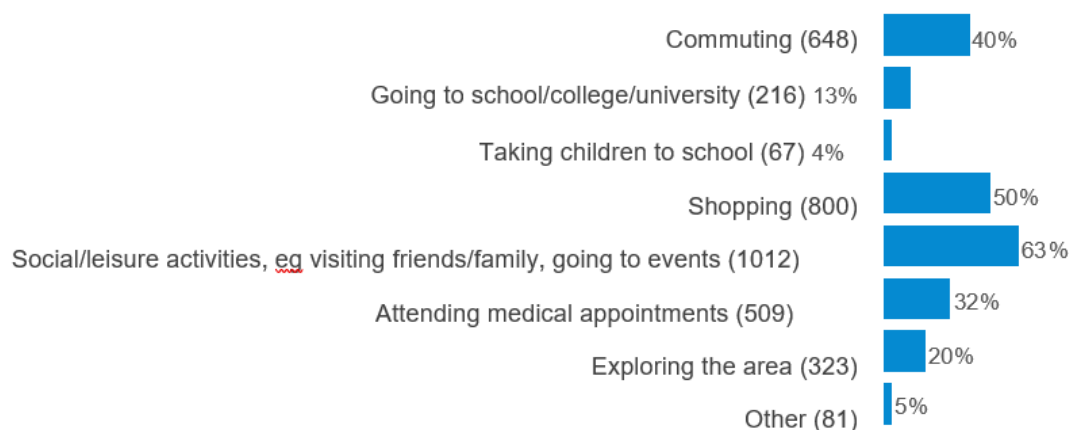 Commuting (648) 40%
Going to school/college/university (216) 13%
Taking children to school (67) 4%
Shopping (800) 50%
Social/leisure activities, eg visiting friends/family, going to events (1012) 63%
Attending medical appointments (509) 32%
Exploring the area (323) 20%
Other (81) 5%